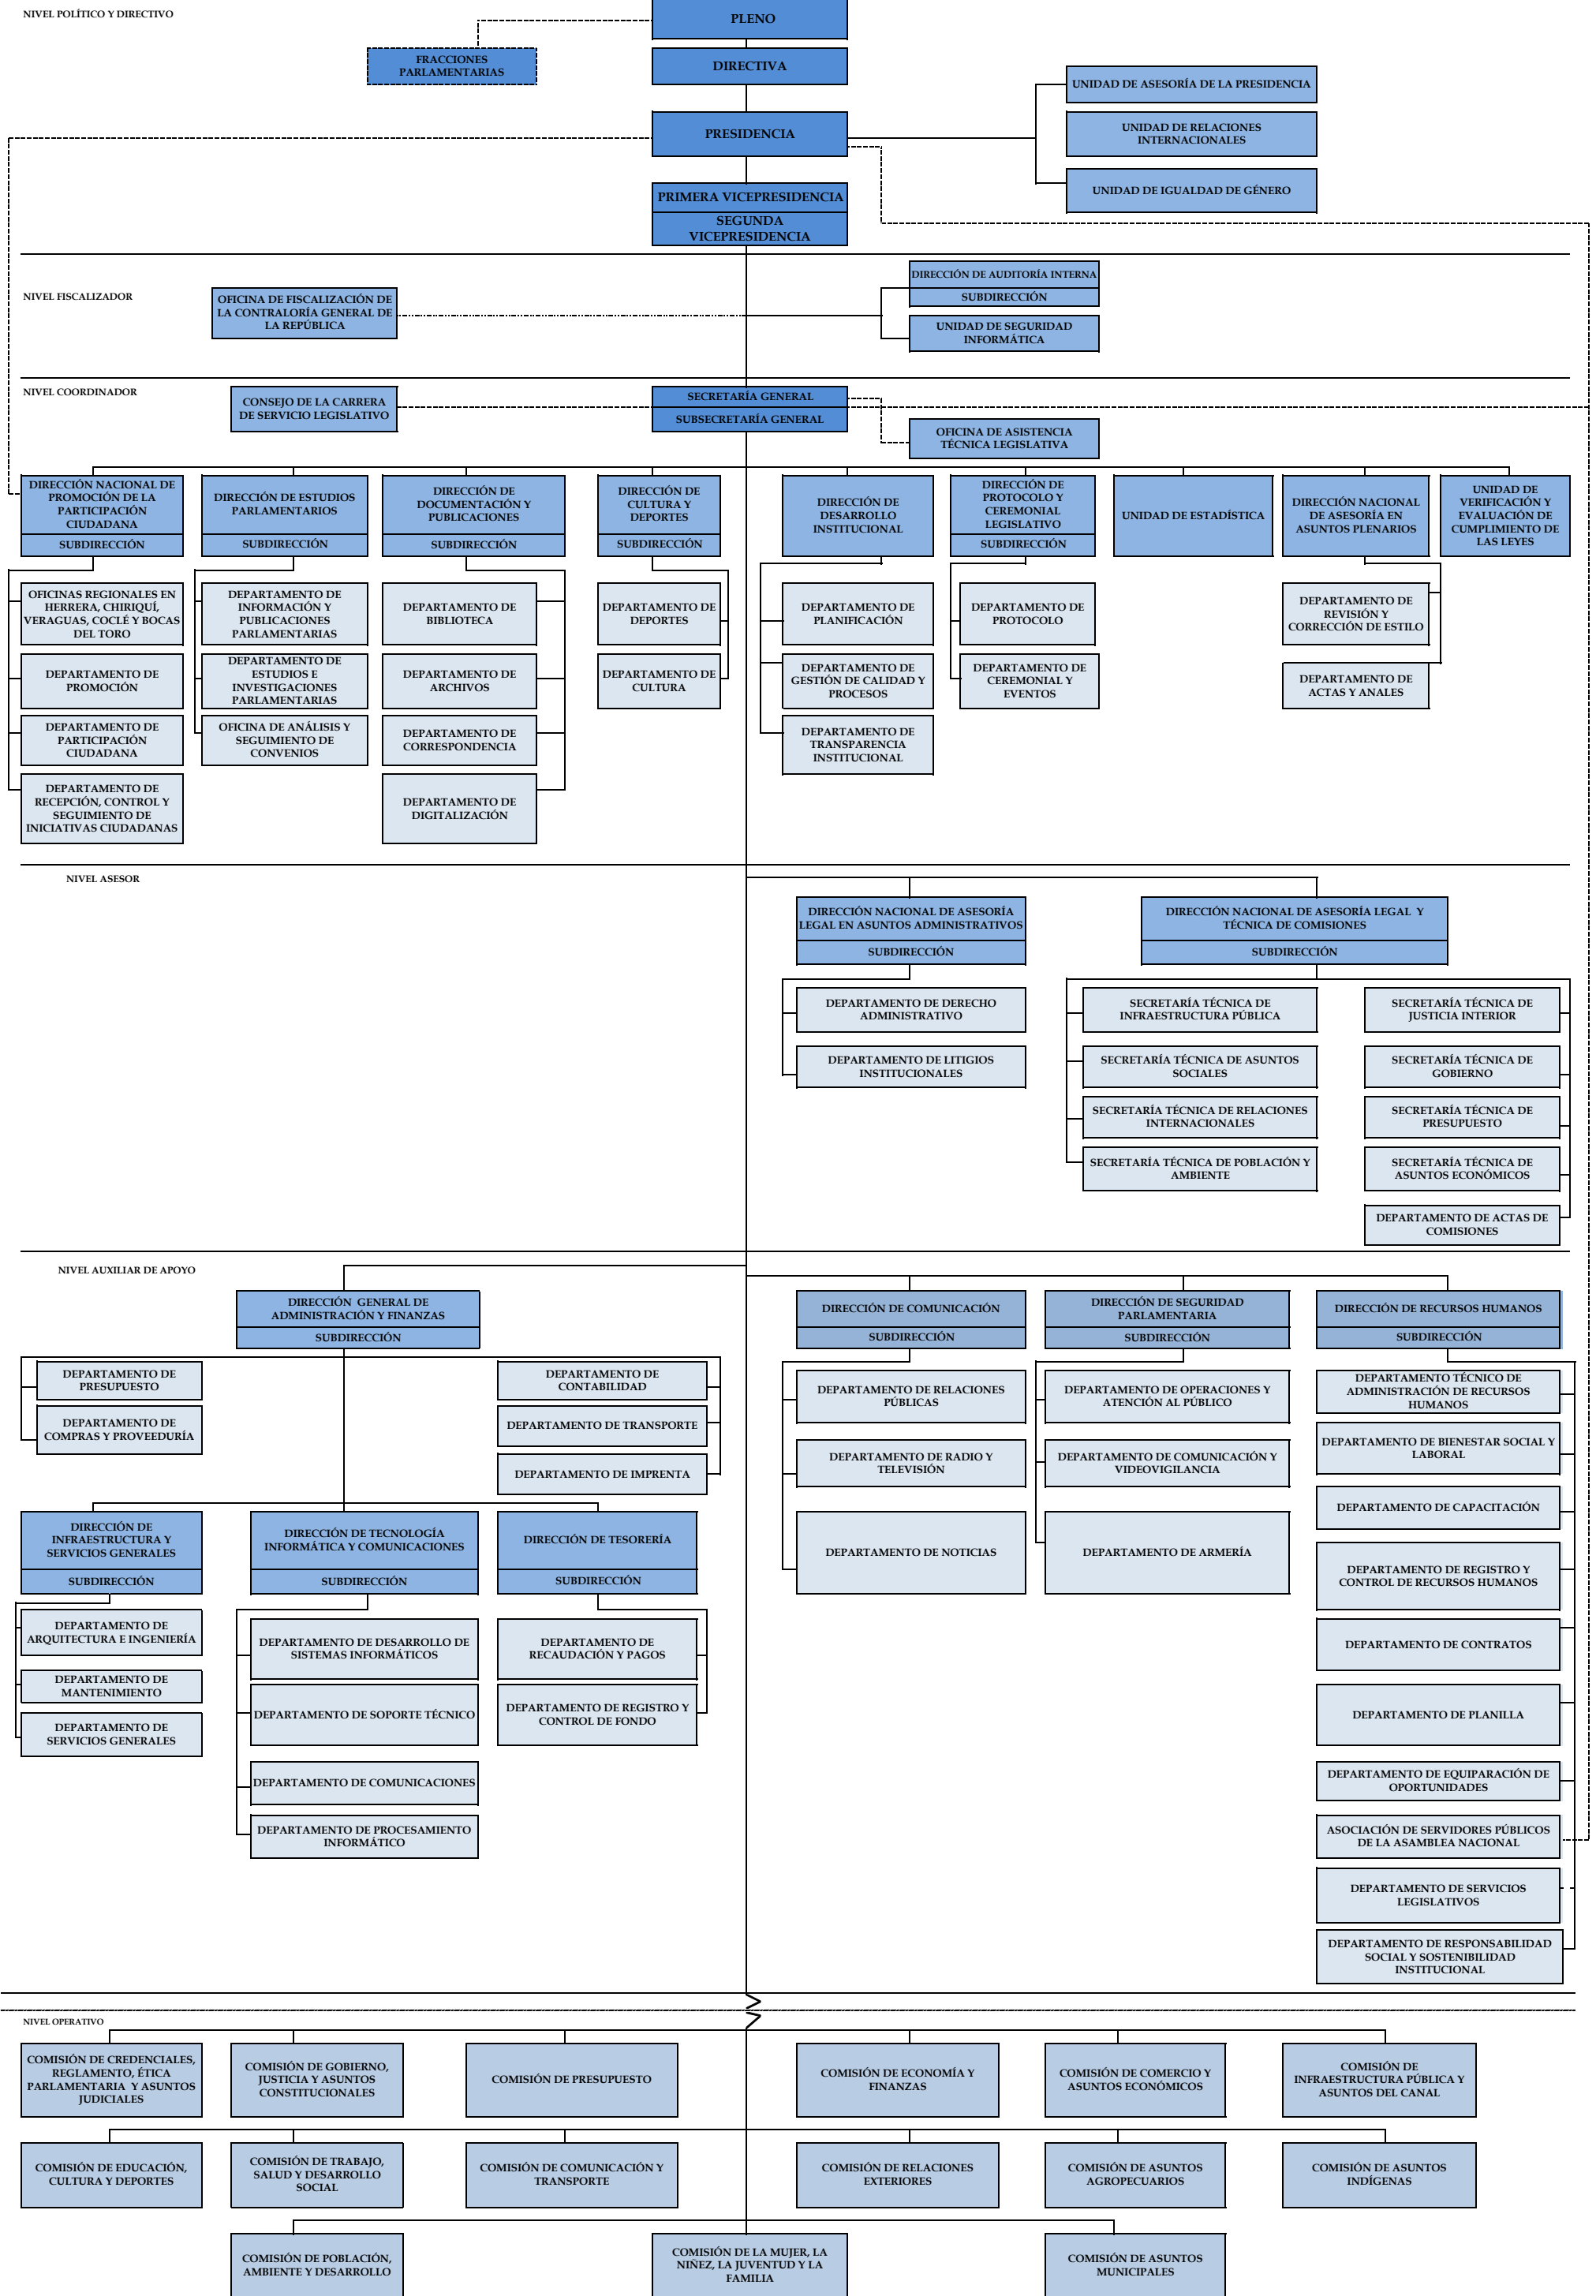 NIVEL POLÍTICO Y DIRECTIVO
PLENO
FRACCIONES
PARLAMENTARIAS
DIRECTIVA
UNIDAD DE ASESORÍA DE LA PRESIDENCIA
PRESIDENCIA
UNIDAD DE RELACIONES
INTERNACIONALES
UNIDAD DE IGUALDAD DE GÉNERO
PRIMERA VICEPRESIDENCIA
SEGUNDA
VICEPRESIDENCIA
NIVEL FISCALIZADOR
OFICINA DE FISCALIZACIÓN DE
LA CONTRALORÍA GENERAL DE
LA REPÚBLICA
DIRECCIÓN DE AUDITORÍA INTERNA
SUBDIRECCIÓN
UNIDAD DE SEGURIDAD
INFORMÁTICA
NIVEL COORDINADOR
CONSEJO DE LA CARRERA
DE SERVICIO LEGISLATIVO
SECRETARÍA GENERAL
SUBSECRETARÍA GENERAL
OFICINA DE ASISTENCIA
TÉCNICA LEGISLATIVA
DIRECCIÓN NACIONAL DE
PROMOCIÓN DE LA
PARTICIPACIÓN
CIUDADANA
SUBDIRECCIÓN
DIRECCIÓN DE ESTUDIOS
PARLAMENTARIOS
SUBDIRECCIÓN
DIRECCIÓN DE
DOCUMENTACIÓN Y
PUBLICACIONES
SUBDIRECCIÓN
DIRECCIÓN DE
CULTURA Y
DEPORTES
SUBDIRECCIÓN
DIRECCIÓN DE
DESARROLLO
INSTITUCIONAL
DIRECCIÓN DE
PROTOCOLO Y
CEREMONIAL
LEGISLATIVO
SUBDIRECCIÓN
UNIDAD DE ESTADÍSTICA
DIRECCIÓN NACIONAL
DE ASESORÍA EN
ASUNTOS PLENARIOS
UNIDAD DE
VERIFICACIÓN Y
EVALUACIÓN DE
CUMPLIMIENTO DE
LAS LEYES
OFICINAS REGIONALES EN
HERRERA, CHIRIQUÍ,
VERAGUAS, COCLÉ Y BOCAS
DEL TORO
DEPARTAMENTO DE
PROMOCIÓN
DEPARTAMENTO DE
PARTICIPACIÓN
CIUDADANA
DEPARTAMENTO DE
RECEPCIÓN, CONTROL Y
SEGUIMIENTO DE
INICIATIVAS CIUDADANAS
DEPARTAMENTO DE
INFORMACIÓN Y
PUBLICACIONES
PARLAMENTARIAS
DEPARTAMENTO DE
ESTUDIOS E
INVESTIGACIONES
PARLAMENTARIAS
OFICINA DE ANÁLISIS Y
SEGUIMIENTO DE
CONVENIOS
DEPARTAMENTO DE
BIBLIOTECA
DEPARTAMENTO DE
ARCHIVOS
DEPARTAMENTO DE
CORRESPONDENCIA
DEPARTAMENTO DE
DIGITALIZACIÓN
DEPARTAMENTO DE
DEPORTES
DEPARTAMENTO DE
CULTURA
DEPARTAMENTO DE
PLANIFICACIÓN
DEPARTAMENTO DE
GESTIÓN DE CALIDAD Y
PROCESOS
DEPARTAMENTO DE
TRANSPARENCIA
INSTITUCIONAL
DEPARTAMENTO DE
PROTOCOLO
DEPARTAMENTO DE
CEREMONIAL Y
EVENTOS
DEPARTAMENTO DE
REVISIÓN Y
CORRECCIÓN DE ESTILO
DEPARTAMENTO DE
ACTAS Y ANALES
NIVEL ASESOR
DIRECCIÓN NACIONAL DE ASESORÍA
LEGAL EN ASUNTOS ADMINISTRATIVOS
SUBDIRECCIÓN
DIRECCIÓN NACIONAL DE ASESORÍA LEGAL Y
TÉCNICA DE COMISIONES
SUBDIRECCIÓN
DEPARTAMENTO DE DERECHO
ADMINISTRATIVO
DEPARTAMENTO DE LITIGIOS
INSTITUCIONALES
SECRETARÍA TÉCNICA DE
INFRAESTRUCTURA PÚBLICA
SECRETARÍA TÉCNICA DE ASUNTOS
SOCIALES
SECRETARÍA TÉCNICA DE RELACIONES
INTERNACIONALES
SECRETARÍA TÉCNICA DE POBLACIÓN Y
AMBIENTE
SECRETARÍA TÉCNICA DE
JUSTICIA INTERIOR
SECRETARÍA TÉCNICA DE
GOBIERNO
SECRETARÍA TÉCNICA DE
PRESUPUESTO
SECRETARÍA TÉCNICA DE
ASUNTOS ECONÓMICOS
DEPARTAMENTO DE ACTAS DE
COMISIONES
NIVEL AUXILIAR DE APOYO
DIRECCIÓN GENERAL DE
ADMINISTRACIÓN Y FINANZAS
SUBDIRECCIÓN
DIRECCIÓN DE COMUNICACIÓN
SUBDIRECCIÓN
DIRECCIÓN DE SEGURIDAD
PARLAMENTARIA
SUBDIRECCIÓN
DIRECCIÓN DE RECURSOS HUMANOS
SUBDIRECCIÓN
DEPARTAMENTO DE
PRESUPUESTO
DEPARTAMENTO DE
COMPRAS Y PROVEEDURÍA
DEPARTAMENTO DE
CONTABILIDAD
DEPARTAMENTO DE TRANSPORTE
DEPARTAMENTO DE IMPRENTA
DIRECCIÓN DE
INFRAESTRUCTURA Y
SERVICIOS GENERALES
SUBDIRECCIÓN
DIRECCIÓN DE TECNOLOGÍA
INFORMÁTICA Y COMUNICACIONES
SUBDIRECCIÓN
DIRECCIÓN DE TESORERÍA
SUBDIRECCIÓN
DEPARTAMENTO DE
ARQUITECTURA E INGENIERÍA
DEPARTAMENTO DE
MANTENIMIENTO
DEPARTAMENTO DE
SERVICIOS GENERALES
DEPARTAMENTO DE DESARROLLO DE
SISTEMAS INFORMÁTICOS
DEPARTAMENTO DE SOPORTE TÉCNICO
DEPARTAMENTO DE COMUNICACIONES
DEPARTAMENTO DE PROCESAMIENTO
INFORMÁTICO
DEPARTAMENTO DE
RECAUDACIÓN Y PAGOS
DEPARTAMENTO DE REGISTRO Y
CONTROL DE FONDO
DEPARTAMENTO DE RELACIONES
PÚBLICAS
DEPARTAMENTO DE RADIO Y
TELEVISIÓN
DEPARTAMENTO DE NOTICIAS
DEPARTAMENTO DE OPERACIONES Y
ATENCIÓN AL PÚBLICO
DEPARTAMENTO DE COMUNICACIÓN Y
VIDEOVIGILANCIA
DEPARTAMENTO DE ARMERÍA
DEPARTAMENTO TÉCNICO DE
ADMINISTRACIÓN DE RECURSOS
HUMANOS
DEPARTAMENTO DE BIENESTAR SOCIAL Y
LABORAL
DEPARTAMENTO DE CAPACITACIÓN
DEPARTAMENTO DE REGISTRO Y
CONTROL DE RECURSOS HUMANOS
DEPARTAMENTO DE CONTRATOS
DEPARTAMENTO DE PLANILLA
DEPARTAMENTO DE EQUIPARACIÓN DE
OPORTUNIDADES
ASOCIACIÓN DE SERVIDORES PÚBLICOS
DE LA ASAMBLEA NACIONAL
DEPARTAMENTO DE SERVICIOS
LEGISLATIVOS
DEPARTAMENTO DE RESPONSABILIDAD
SOCIAL Y SOSTENIBILIDAD
INSTITUCIONAL
NIVEL OPERATIVO
COMISIÓN DE CREDENCIALES,
REGLAMENTO, ÉTICA
PARLAMENTARIA Y ASUNTOS
JUDICIALES
COMISIÓN DE GOBIERNO,
JUSTICIA Y ASUNTOS
CONSTITUCIONALES
COMISIÓN DE PRESUPUESTO
COMISIÓN DE ECONOMÍA Y
FINANZAS
COMISIÓN DE COMERCIO Y
ASUNTOS ECONÓMICOS
COMISIÓN DE
INFRAESTRUCTURA PÚBLICA Y
ASUNTOS DEL CANAL
COMISIÓN DE EDUCACIÓN,
CULTURA Y DEPORTES
COMISIÓN DE TRABAJO,
SALUD Y DESARROLLO
SOCIAL
COMISIÓN DE COMUNICACIÓN Y
TRANSPORTE
COMISIÓN DE RELACIONES
EXTERIORES
COMISIÓN DE ASUNTOS
AGROPECUARIOS
COMISIÓN DE ASUNTOS
INDÍGENAS
COMISIÓN DE POBLACIÓN,
AMBIENTE Y DESARROLLO
COMISIÓN DE LA MUJER, LA
NIÑEZ, LA JUVENTUD Y LA
FAMILIA
COMISIÓN DE ASUNTOS
MUNICIPALES